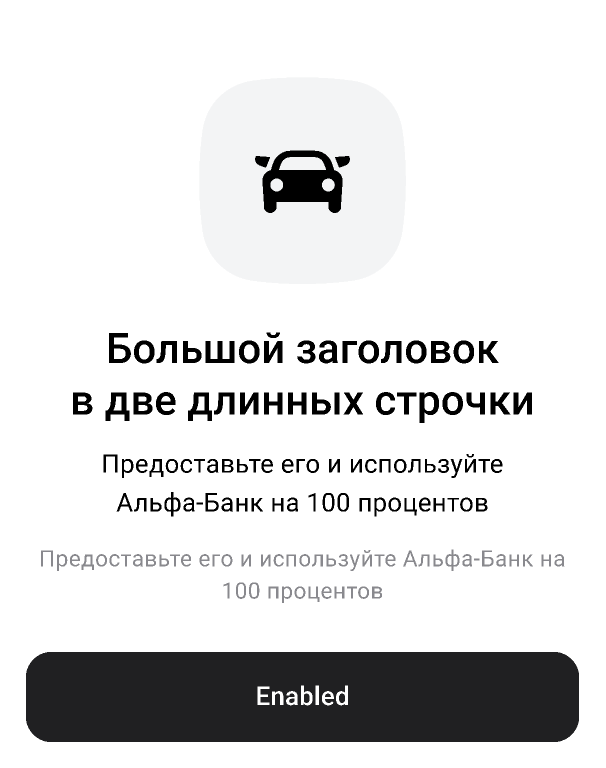 Большой заголовок
в две длинных строчки
Предоставьте его и используйте
Альфа-Банк на 100 процентов
Предоставьте его и используйте Альфа-Банк на
100 процентов
Enabled